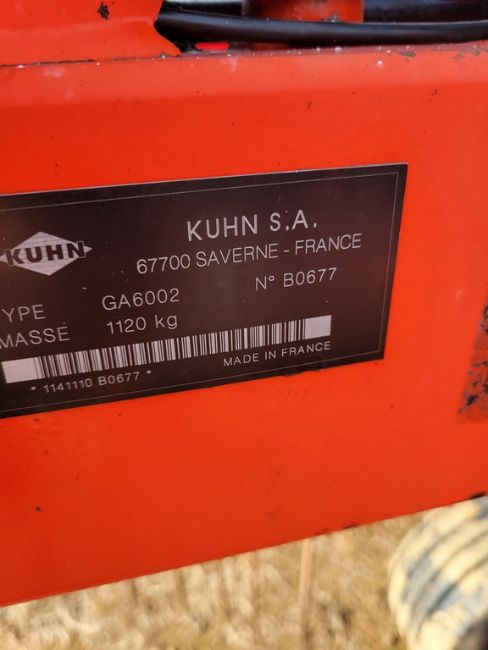 KUHN
KUHN S.A.
67700 SAVERNE - FRANCE
YPE GA6002 N° B0677
MASSE 1120 kg
MADE IN FRANCE
* 1141110 B0677 *